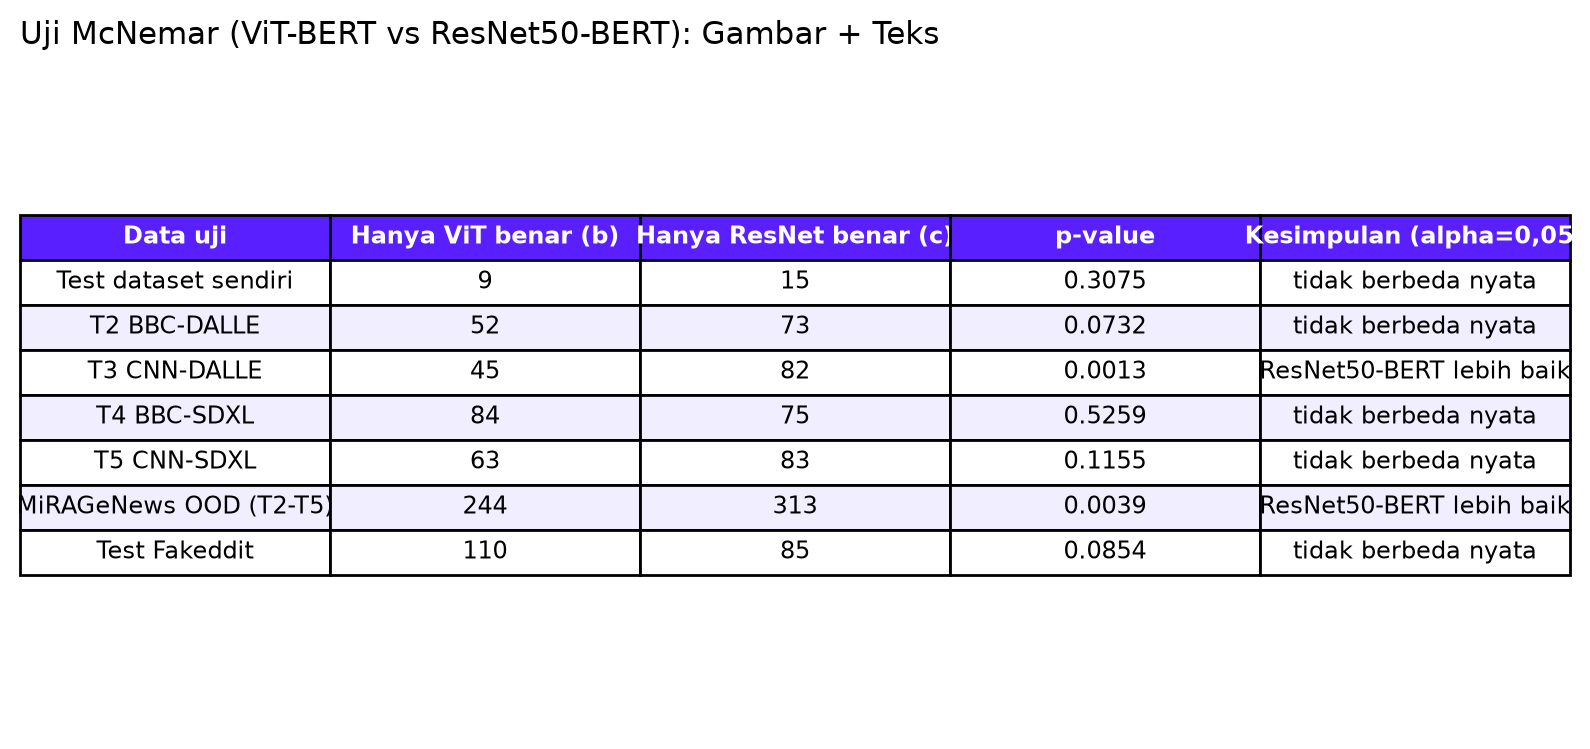 Uji McNemar (ViT-BERT vs ResNet50-BERT): Gambar + Teks
Data uji Hanya ViT benar (b) Hanya ResNet benar (c) p-value Kesimpulan (alpha=0,05
Test dataset sendiri 9 15 0.3075 tidak berbeda nyata
T2 BBC-DALLE 52 73 0.0732 tidak berbeda nyata
T3 CNN-DALLE 45 82 0.0013 ResNet50-BERT lebih baik
T4 BBC-SDXL 84 75 0.5259 tidak berbeda nyata
T5 CNN-SDXL 63 83 0.1155 tidak berbeda nyata
MiRAGeNews OOD (T2-T5) 244 313 0.0039 ResNet50-BERT lebih baik
Test Fakeddit 110 85 0.0854 tidak berbeda nyata